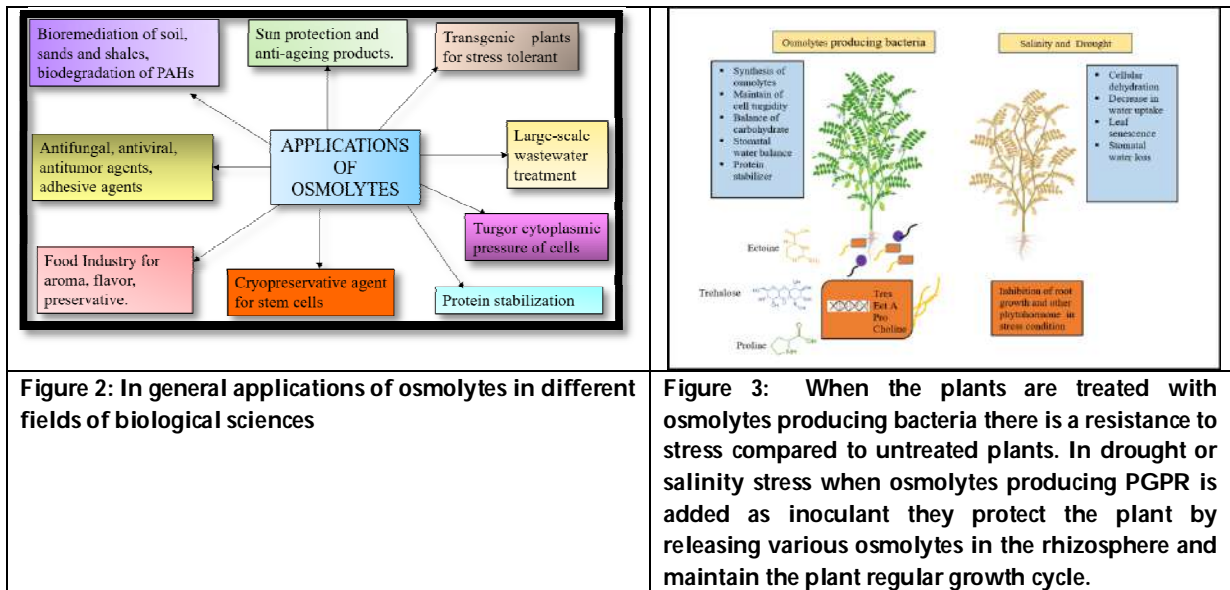 Bioremediation of soil,
sands and shales,
biodegradation of PAHs
Sun protection and
anti-ageing products.
Transgenic plants
for stress tolerant
Antifungal, antiviral,
antitumor agents,
adhesive agents
APPLICATIONS
OF
OSMOLYTES
Large-scale
wastewater
treatment
Turgor cytoplasmic
pressure of cells
Food Industry for
aroma, flavor,
preservative.
Cryopreservative agent
for stem cells
Protein stabilization
Osmolytes producing bacteria
Salinity and Drought
▪ Synthesis of
osmolytes
▪ Maintain of
cell turgidity
▪ Balance of
carbohydrate
▪ Stomatal
water balance
▪ Protein
stabilizer
▪ Cellular
dehydration
▪ Decrease in
water uptake
▪ Leaf
senescence
▪ Stomatal
water loss
Ectoine
Trehalose
Proline
Tres
Ect A
Pro
Choline
Inhibition of root
growth and other
phytohormone in
stress condition
Figure 2: In general applications of osmolytes in different
fields of biological sciences
Figure 3: When the plants are treated with
osmolytes producing bacteria there is a resistance to
stress compared to untreated plants. In drought or
salinity stress when osmolytes producing PGPR is
added as inoculant they protect the plant by
releasing various osmolytes in the rhizosphere and
maintain the plant regular growth cycle.